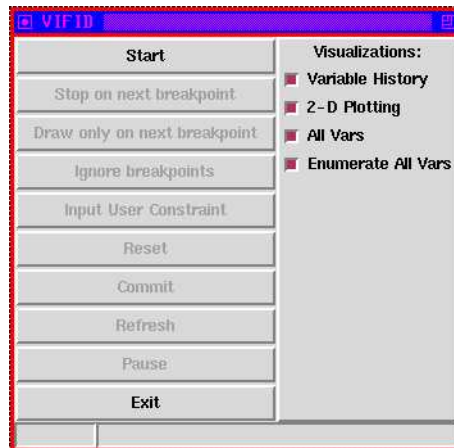 VIFID
Start
Stop on next breakpoint
Draw only on next breakpoint
Ignore breakpoints
Input User Constraint
Reset
Commit
Refresh
Pause
Exit
Visualizations:
Variable History
2-D Plotting
All Vars
Enumerate All Vars